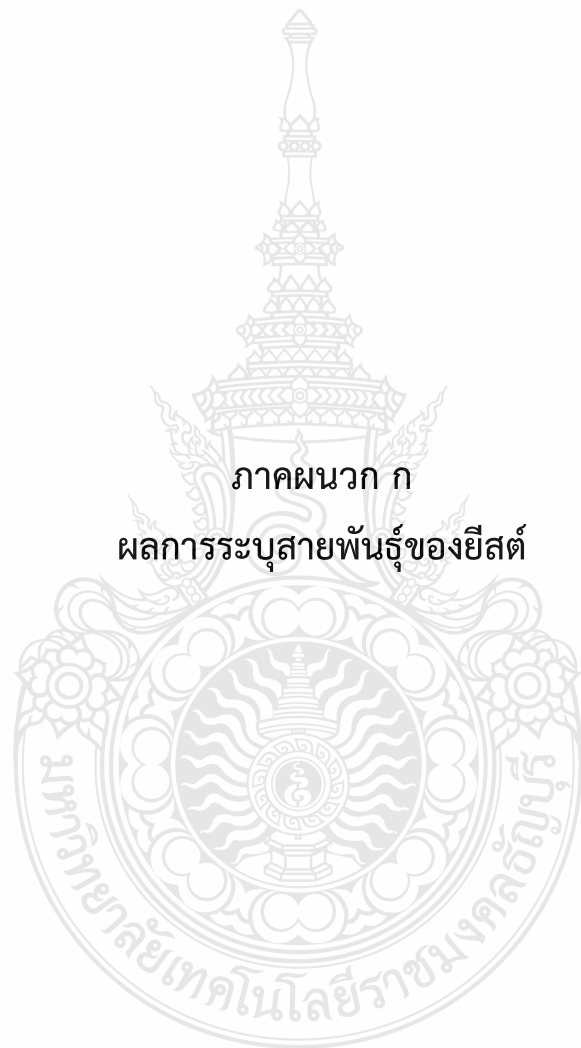 ภาคผนวก ก
ผลการระบุสายพันธุ์ของยีสต์
มหาวิทยาลัยเทคโนโลยีราชมงคลธัญบุรี